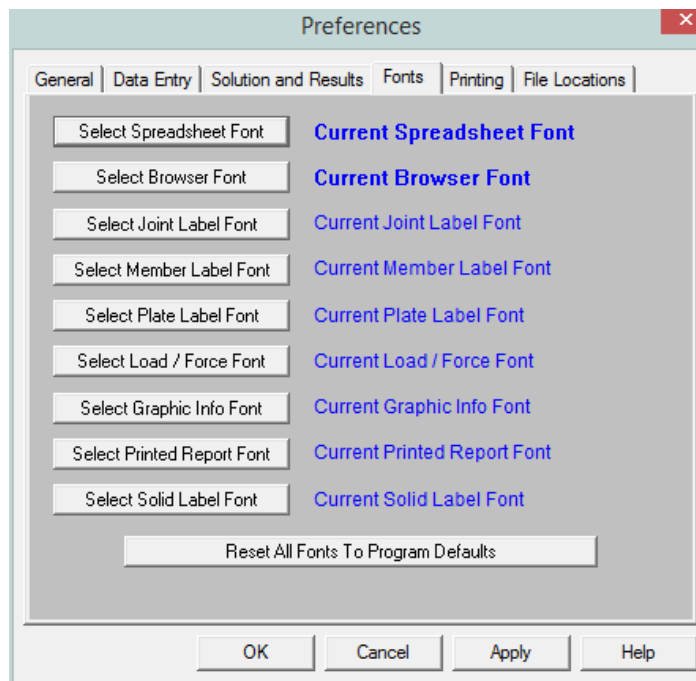 Preferences
General Data Entry Solution and Results Fonts Printing File Locations
Select Spreadsheet Font Current Spreadsheet Font
Select Browser Font Current Browser Font
Select Joint Label Font Current Joint Label Font
Select Member Label Font Current Member Label Font
Select Plate Label Font Current Plate Label Font
Select Load / Force Font Current Load / Force Font
Select Graphic Info Font Current Graphic Info Font
Select Printed Report Font Current Printed Report Font
Select Solid Label Font Current Solid Label Font
Reset All Fonts To Program Defaults
OK Cancel Apply Help